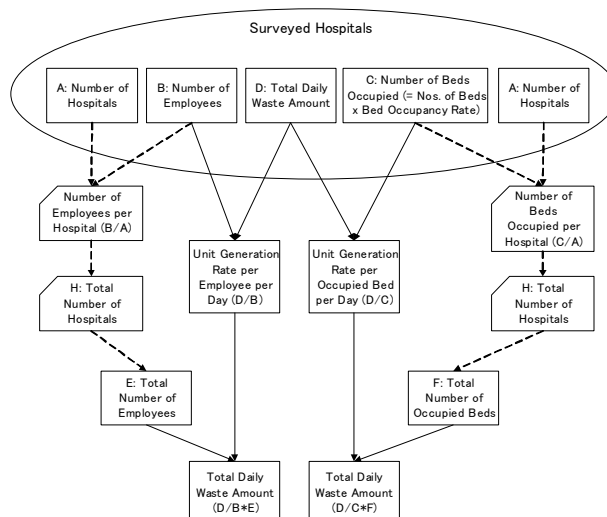 Surveyed Hospitals
A: Number of
Hospitals
B: Number of
Employees
D: Total Daily
Waste Amount
C: Number of Beds
Occupied (= Nos. of Beds
x Bed Occupancy Rate)
A: Number of
Hospitals
Number of
Employees per
Hospital (B/A)
Number of
Beds
Occupied per
Hospital (C/A)
Unit Generation
Rate per
Employee per
Day (D/B)
Unit Generation
Rate per
Occupied Bed
per Day (D/C)
H: Total
Number of
Hospitals
H: Total
Number of
Hospitals
E: Total
Number of
Employees
F: Total
Number of
Occupied Beds
Total Daily
Waste Amount
(D/B*E)
Total Daily
Waste Amount
(D/C*F)